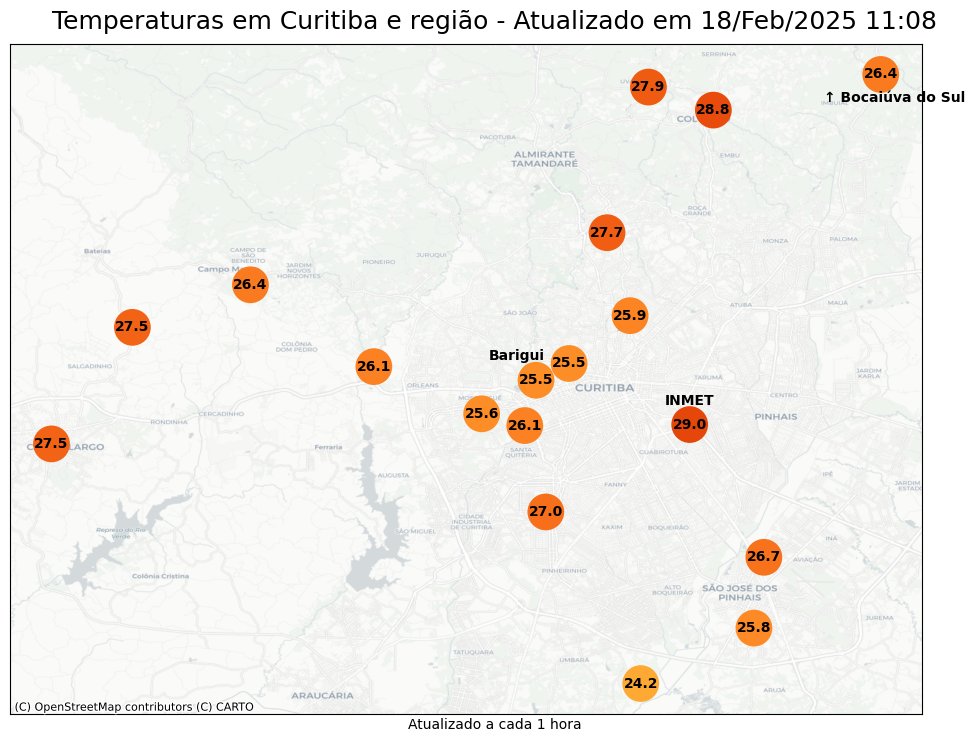 Temperaturas em Curitiba e região - Atualizado em 18/Feb/2025 11:08
SERRINHA
26.4
27.9
↑ Bocaiúva do Sul
28.8
PACOTUBA
ALMIRANTE
TAMANDARÉ
EMBU
ROÇA
GRANDE
27.7
MONZA
PALOMA
Bateias
CAMPO DE
SÃO
BENEDITO
JURUQUI
PIONEIRO
JARDIM
NOVOS
HORIZONTES
26.4
ATUBA
MAUÁ
SÃO JOÃO
25.9
27.5
COLÔNIA
DOM PEDRO
Barigui
25.5
SALGADINHO
26.1
25.5
TARUMÃ
JARDIM
KARLA
ORLEANS
CURITIBA
CENTRO
INMET
25.6
CERCADINHO
RONDINHA
26.1
29.0
PINHAIS
27.5
LARGO
Ferraria
SANTA
QUITÉRIA
CUABIROTUBA
AUGUSTA
IPÊ
FANNY
JARDIM
ESTAD
27.0
CIDADE
INDUSTRIAL
DE CURITIBA
SÃO MIGUEL
XAXIM
BOQUEIRÃO
Represa do Rio
Verde
INÁ
26.7
AVIAÇÃO
PINHEIRINHO
Colônia Cristina
ALTO
BOQUEIRÃO
SÃO JOSÉ DOS
PINHAIS
JUREMA
25.8
TATUQUARA
UMBARÁ
24.2
ARAUCÁRIA
ARUJÁ
(C) OpenStreetMap contributors (C) CARTO
Atualizado a cada 1 hora